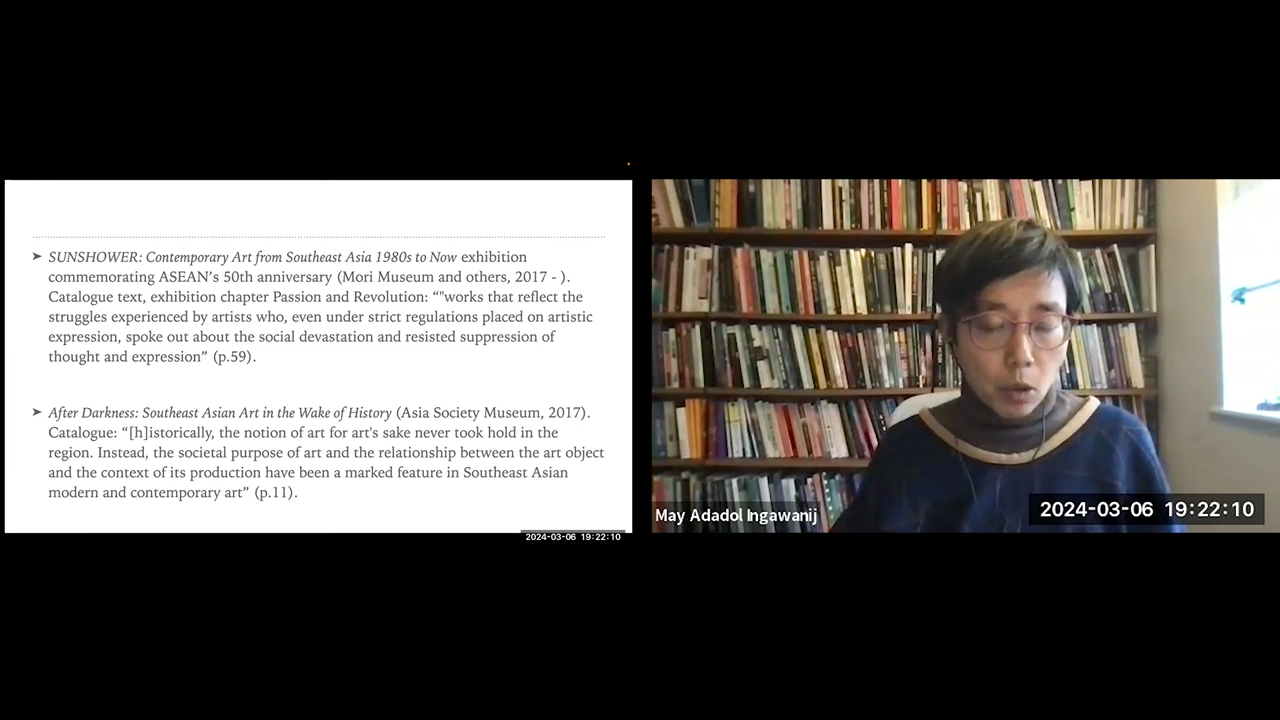 ➤ SUNSHOWER: Contemporary Art from Southeast Asia 1980s to Now exhibition
commemorating ASEAN’s 50th anniversary (Mori Museum and others, 2017 - ).
Catalogue text, exhibition chapter Passion and Revolution: “"works that reflect the
struggles experienced by artists who, even under strict regulations placed on artistic
expression, spoke out about the social devastation and resisted suppression of
thought and expression” (p.59).
➤ After Darkness: Southeast Asian Art in the Wake of History (Asia Society Museum, 2017).
Catalogue: “[h]istorically, the notion of art for art's sake never took hold in the
region. Instead, the societal purpose of art and the relationship between the art object
and the context of its production have been a marked feature in Southeast Asian
modern and contemporary art” (p.11).
2024-03-06 19:22:10
May Adadol Ingawanij
2024-03-06 19:22:10